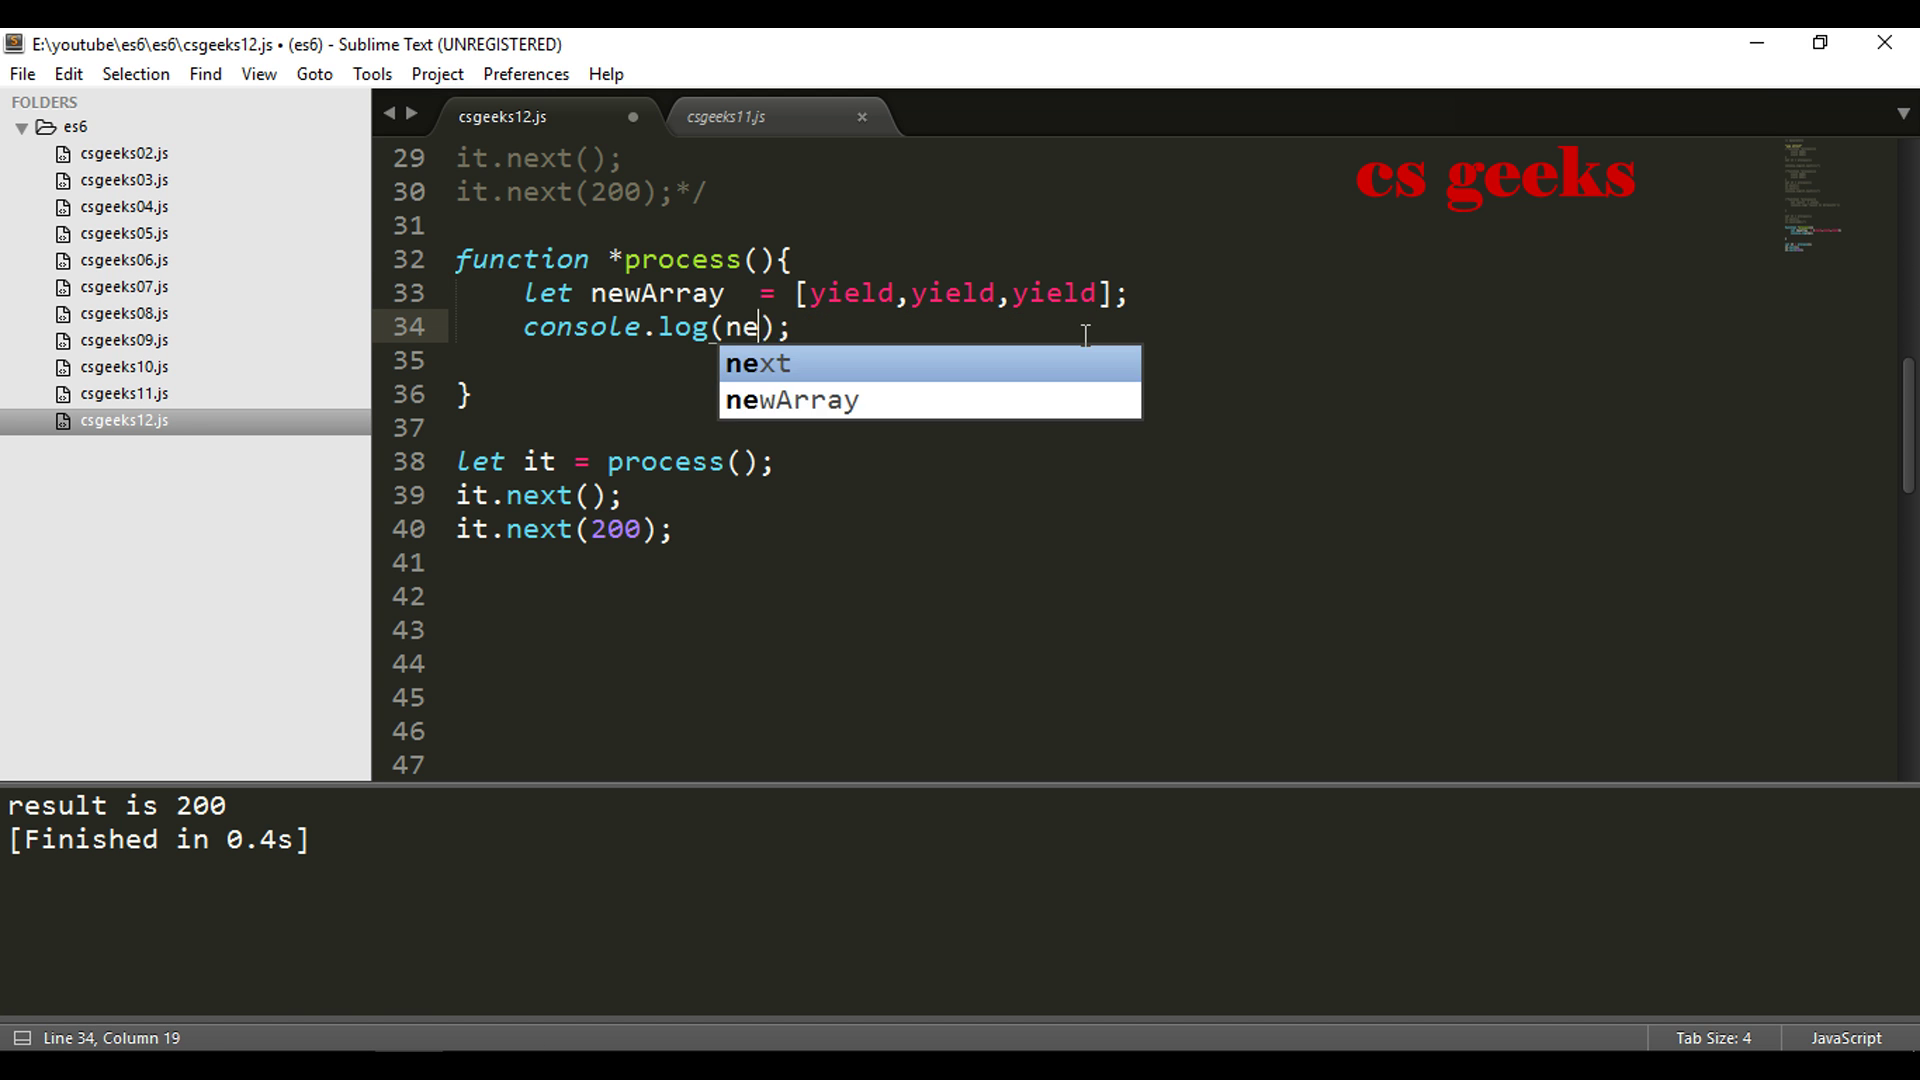 E:\youtube\es6\es6\csgeeks12.js • (es6) - Sublime Text (UNREGISTERED)
File Edit Selection Find View Goto Tools Project Preferences Help
FOLDERS
es6
csgeeks02.js
csgeeks03.js
csgeeks04.js
csgeeks05.js
csgeeks06.js
csgeeks07.js
csgeeks08.js
csgeeks09.js
csgeeks10.js
csgeeks11.js
csgeeks12.js
csgeeks12.js csgeeks11.js
cs geeks
29 it.next();
30 it.next(200);*/
31
32 function *process(){
33 let newArray  = [yield,yield,yield];
34 console.log(ne);
next
newArray
35
36 }
37
38 let it = process();
39 it.next();
40 it.next(200);
41
42
43
44
45
46
47
result is 200
[Finished in 0.4s]
Line 34, Column 19 Tab Size: 4 JavaScript